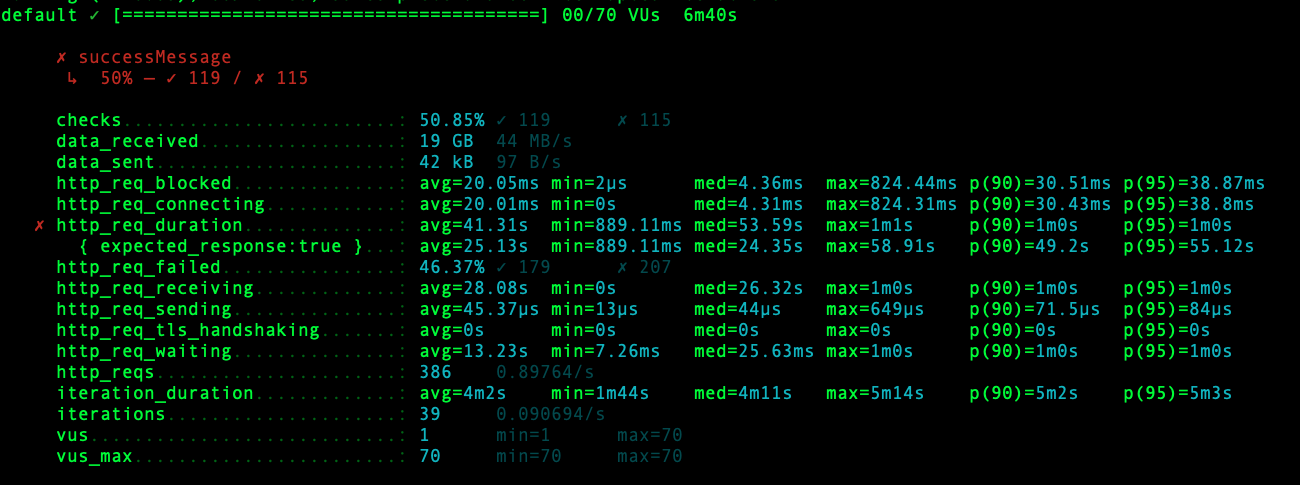 default ✓ [======================================] 00/70 VUs  6m40s
✗ successMessage
↳  50% — ✓ 119 / ✗ 115
checks.........................: 50.85% ✓ 119      ✗ 115
data_received..................: 19 GB  44 MB/s
data_sent......................: 42 kB  97 B/s
http_req_blocked...............: avg=20.05ms min=2µs      med=4.36ms  max=824.44ms p(90)=30.51ms p(95)=38.87ms
http_req_connecting............: avg=20.01ms min=0s       med=4.31ms  max=824.31ms p(90)=30.43ms p(95)=38.8ms
✗ http_req_duration..............: avg=41.31s  min=889.11ms med=53.59s  max=1m1s     p(90)=1m0s    p(95)=1m0s
{ expected_response:true }...: avg=25.13s  min=889.11ms med=24.35s  max=58.91s   p(90)=49.2s   p(95)=55.12s
http_req_failed................: 46.37% ✓ 179      ✗ 207
http_req_receiving.............: avg=28.08s  min=0s       med=26.32s  max=1m0s     p(90)=1m0s    p(95)=1m0s
http_req_sending...............: avg=45.37µs min=13µs     med=44µs    max=649µs    p(90)=71.5µs  p(95)=84µs
http_req_tls_handshaking.......: avg=0s      min=0s       med=0s      max=0s       p(90)=0s      p(95)=0s
http_req_waiting...............: avg=13.23s  min=7.26ms   med=25.63ms max=1m0s     p(90)=1m0s    p(95)=1m0s
http_reqs......................: 386    0.89764/s
iteration_duration.............: avg=4m2s    min=1m44s    med=4m11s   max=5m14s    p(90)=5m2s    p(95)=5m3s
iterations.....................: 39     0.090694/s
vus............................: 1      min=1      max=70
vus_max........................: 70     min=70     max=70